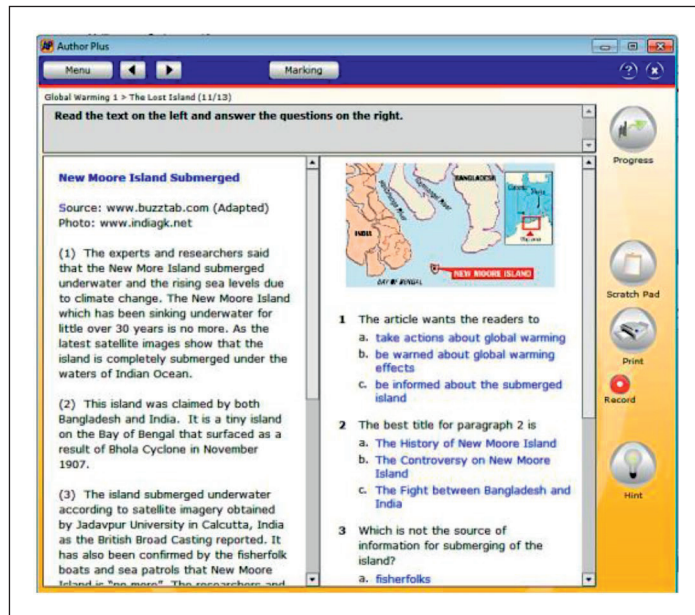 Author Plus
Menu
Marking
Global Warming 1 > The Lost Island (11/13)
Read the text on the left and answer the questions on the right.
New Moore Island Submerged
Source: www.buzztab.com (Adapted)
Photo: www.indiagk.net
(1) The experts and researchers said
that the New More Island submerged
underwater and the rising sea levels due
to climate change. The New Moore Island
which has been sinking underwater for
little over 30 years is no more. As the
latest satellite images show that the
island is completely submerged under the
waters of Indian Ocean.
(2) This island was claimed by both
Bangladesh and India. It is a tiny island
on the Bay of Bengal that surfaced as a
result of Bhola Cyclone in November
1907.
(3) The island submerged underwater
according to satellite imagery obtained
by Jadavpur University in Calcutta, India
as the British Broad Casting reported. It
has also been confirmed by the fisherfolk
boats and sea patrols that New Moore
Island is "no more". The researchers and
BANGLADESH
INDIA
NEW MOORE ISLAND
BAY OF BENGAL
1 The article wants the readers to
a. take actions about global warming
b. be warned about global warming
effects
c. be informed about the submerged
island
2 The best title for paragraph 2 is
a. The History of New Moore Island
b. The Controversy on New Moore
Island
c. The Fight between Bangladesh and
India
3 Which is not the source of
information for submerging of the
island?
a. fisherfolks
Progress
Scratch Pad
Print
Record
Hint